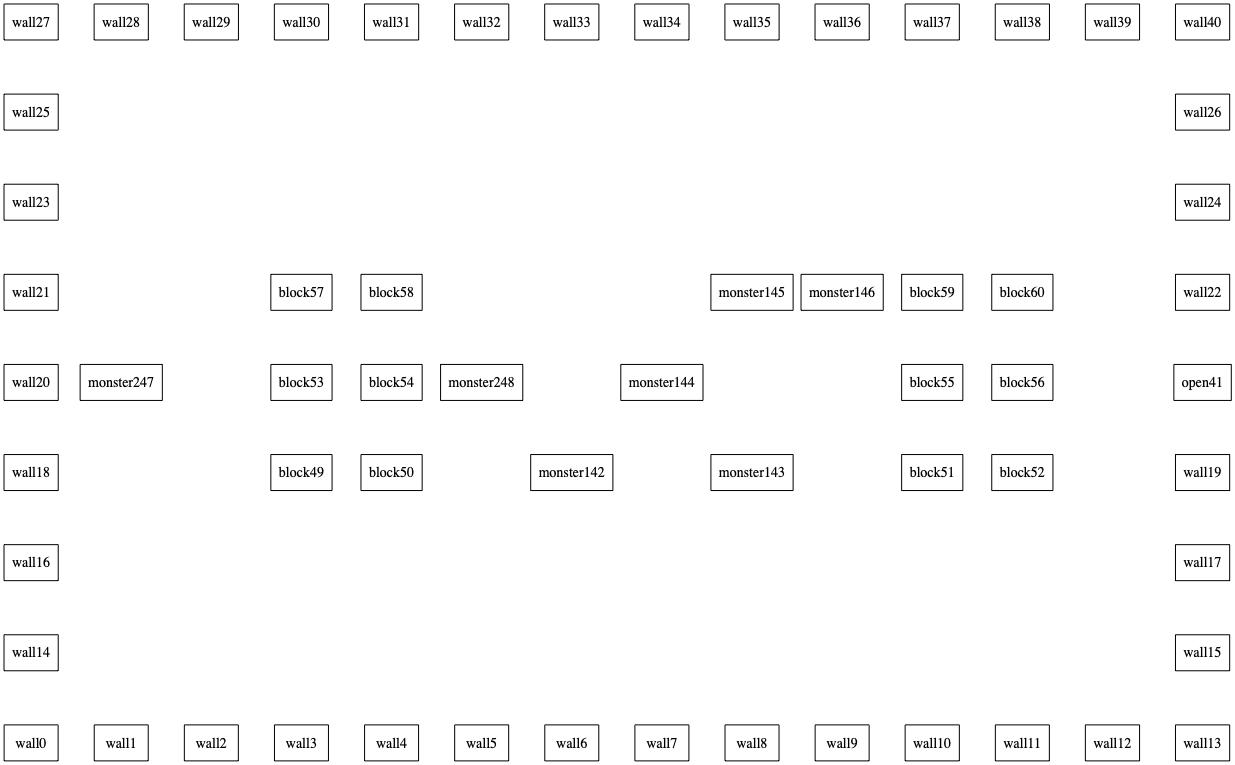 wall27 wall28 wall29 wall30 wall31 wall32 wall33 wall34 wall35 wall36 wall37 wall38 wall39 wall40
wall25 wall26
wall23 wall24
wall21 block57 block58 monster145 monster146 block59 block60 wall22
wall20 monster247 block53 block54 monster248 monster144 block55 block56 open41
wall18 block49 block50 monster142 monster143 block51 block52 wall19
wall16 wall17
wall14 wall15
wall0 wall1 wall2 wall3 wall4 wall5 wall6 wall7 wall8 wall9 wall10 wall11 wall12 wall13